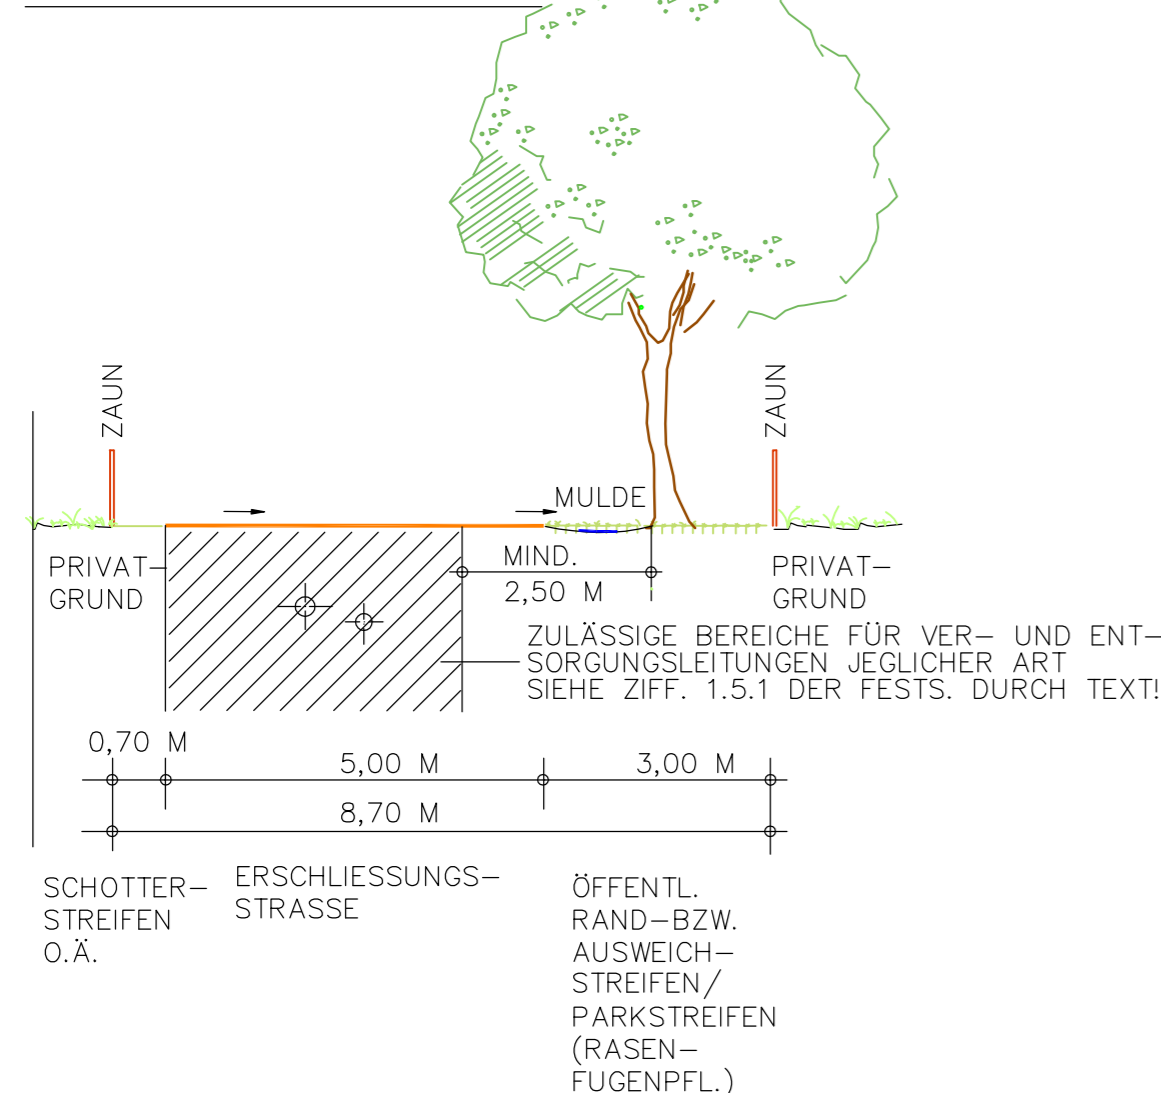 ZAUN
ZAUN
MULDE
PRIVAT–
GRUND
MIND.
2,50 M
PRIVAT–
GRUND
ZULÄSSIGE BEREICHE FÜR VER– UND ENT–
SORGUNGSLEITUNGEN JEGLICHER ART
SIEHE ZIFF. 1.5.1 DER FESTS. DURCH TEXT!
0,70 M
5,00 M
3,00 M
8,70 M
SCHOTTER–
STREIFEN
O.Ä.
ERSCHLIESSUNGS–
STRASSE
ÖFFENTL.
RAND–BZW.
AUSWEICH–
STREIFEN/
PARKSTREIFEN
(RASEN–
FUGENPFL.)